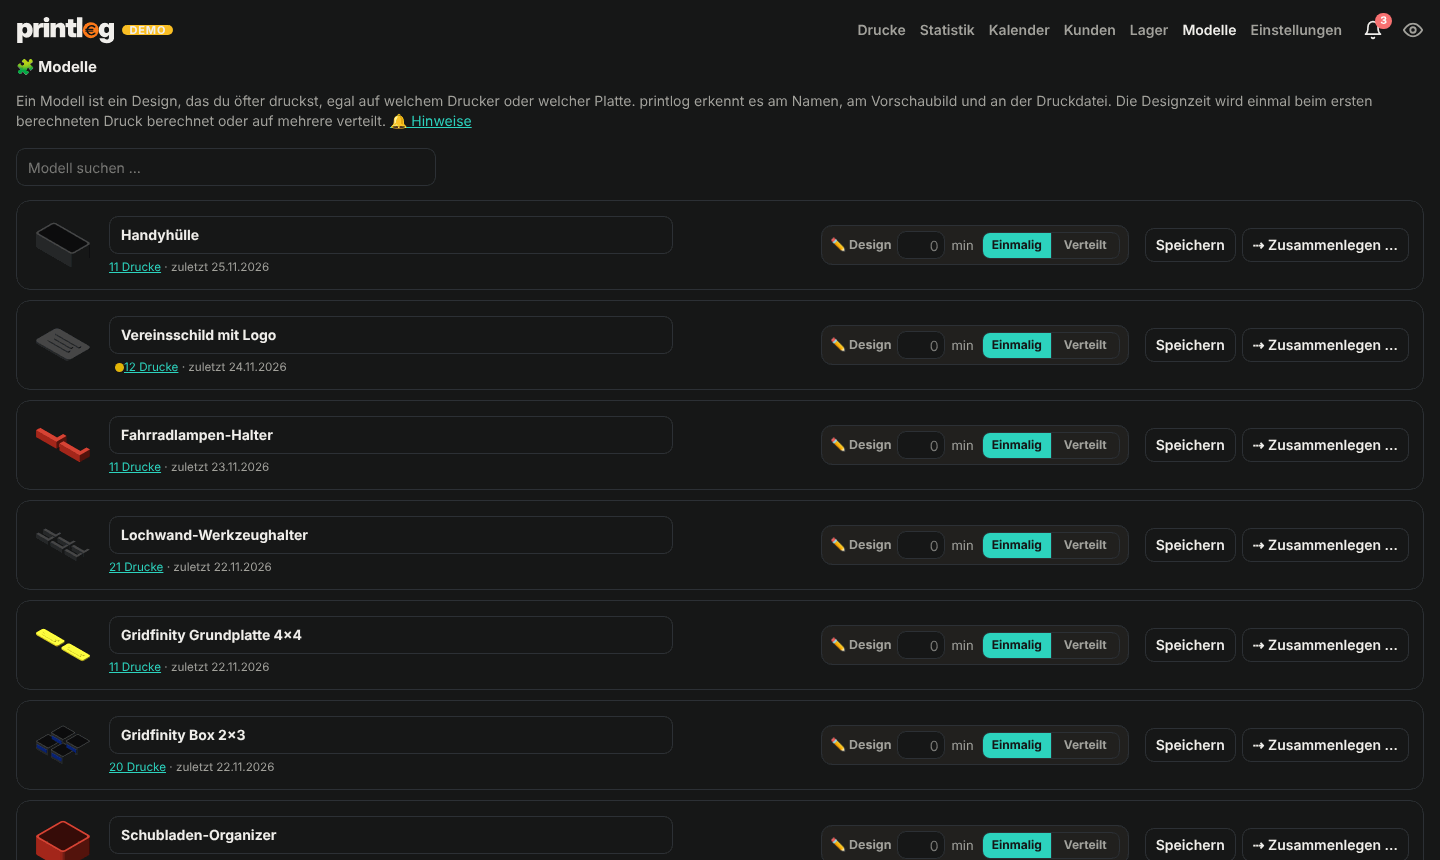 printl€g DEMO
Drucke Statistik Kalender Kunden Lager Modelle Einstellungen 3
🧩 Modelle
Ein Modell ist ein Design, das du öfter druckst, egal auf welchem Drucker oder welcher Platte. printlog erkennt es am Namen, am Vorschaubild und an der Druckdatei. Die Designzeit wird einmal beim ersten
berechneten Druck berechnet oder auf mehrere verteilt. 🔔 Hinweise
Modell suchen ...
Handyhülle
✏️ Design 0 min Einmalig Verteilt Speichern ⇢ Zusammenlegen ...
11 Drucke · zuletzt 25.11.2026
Vereinsschild mit Logo
✏️ Design 0 min Einmalig Verteilt Speichern ⇢ Zusammenlegen ...
12 Drucke · zuletzt 24.11.2026
Fahrradlampen-Halter
✏️ Design 0 min Einmalig Verteilt Speichern ⇢ Zusammenlegen ...
11 Drucke · zuletzt 23.11.2026
Lochwand-Werkzeughalter
✏️ Design 0 min Einmalig Verteilt Speichern ⇢ Zusammenlegen ...
21 Drucke · zuletzt 22.11.2026
Gridfinity Grundplatte 4×4
✏️ Design 0 min Einmalig Verteilt Speichern ⇢ Zusammenlegen ...
11 Drucke · zuletzt 22.11.2026
Gridfinity Box 2×3
✏️ Design 0 min Einmalig Verteilt Speichern ⇢ Zusammenlegen ...
20 Drucke · zuletzt 22.11.2026
Schubladen-Organizer
✏️ Design 0 min Einmalig Verteilt Speichern ⇢ Zusammenlegen ...